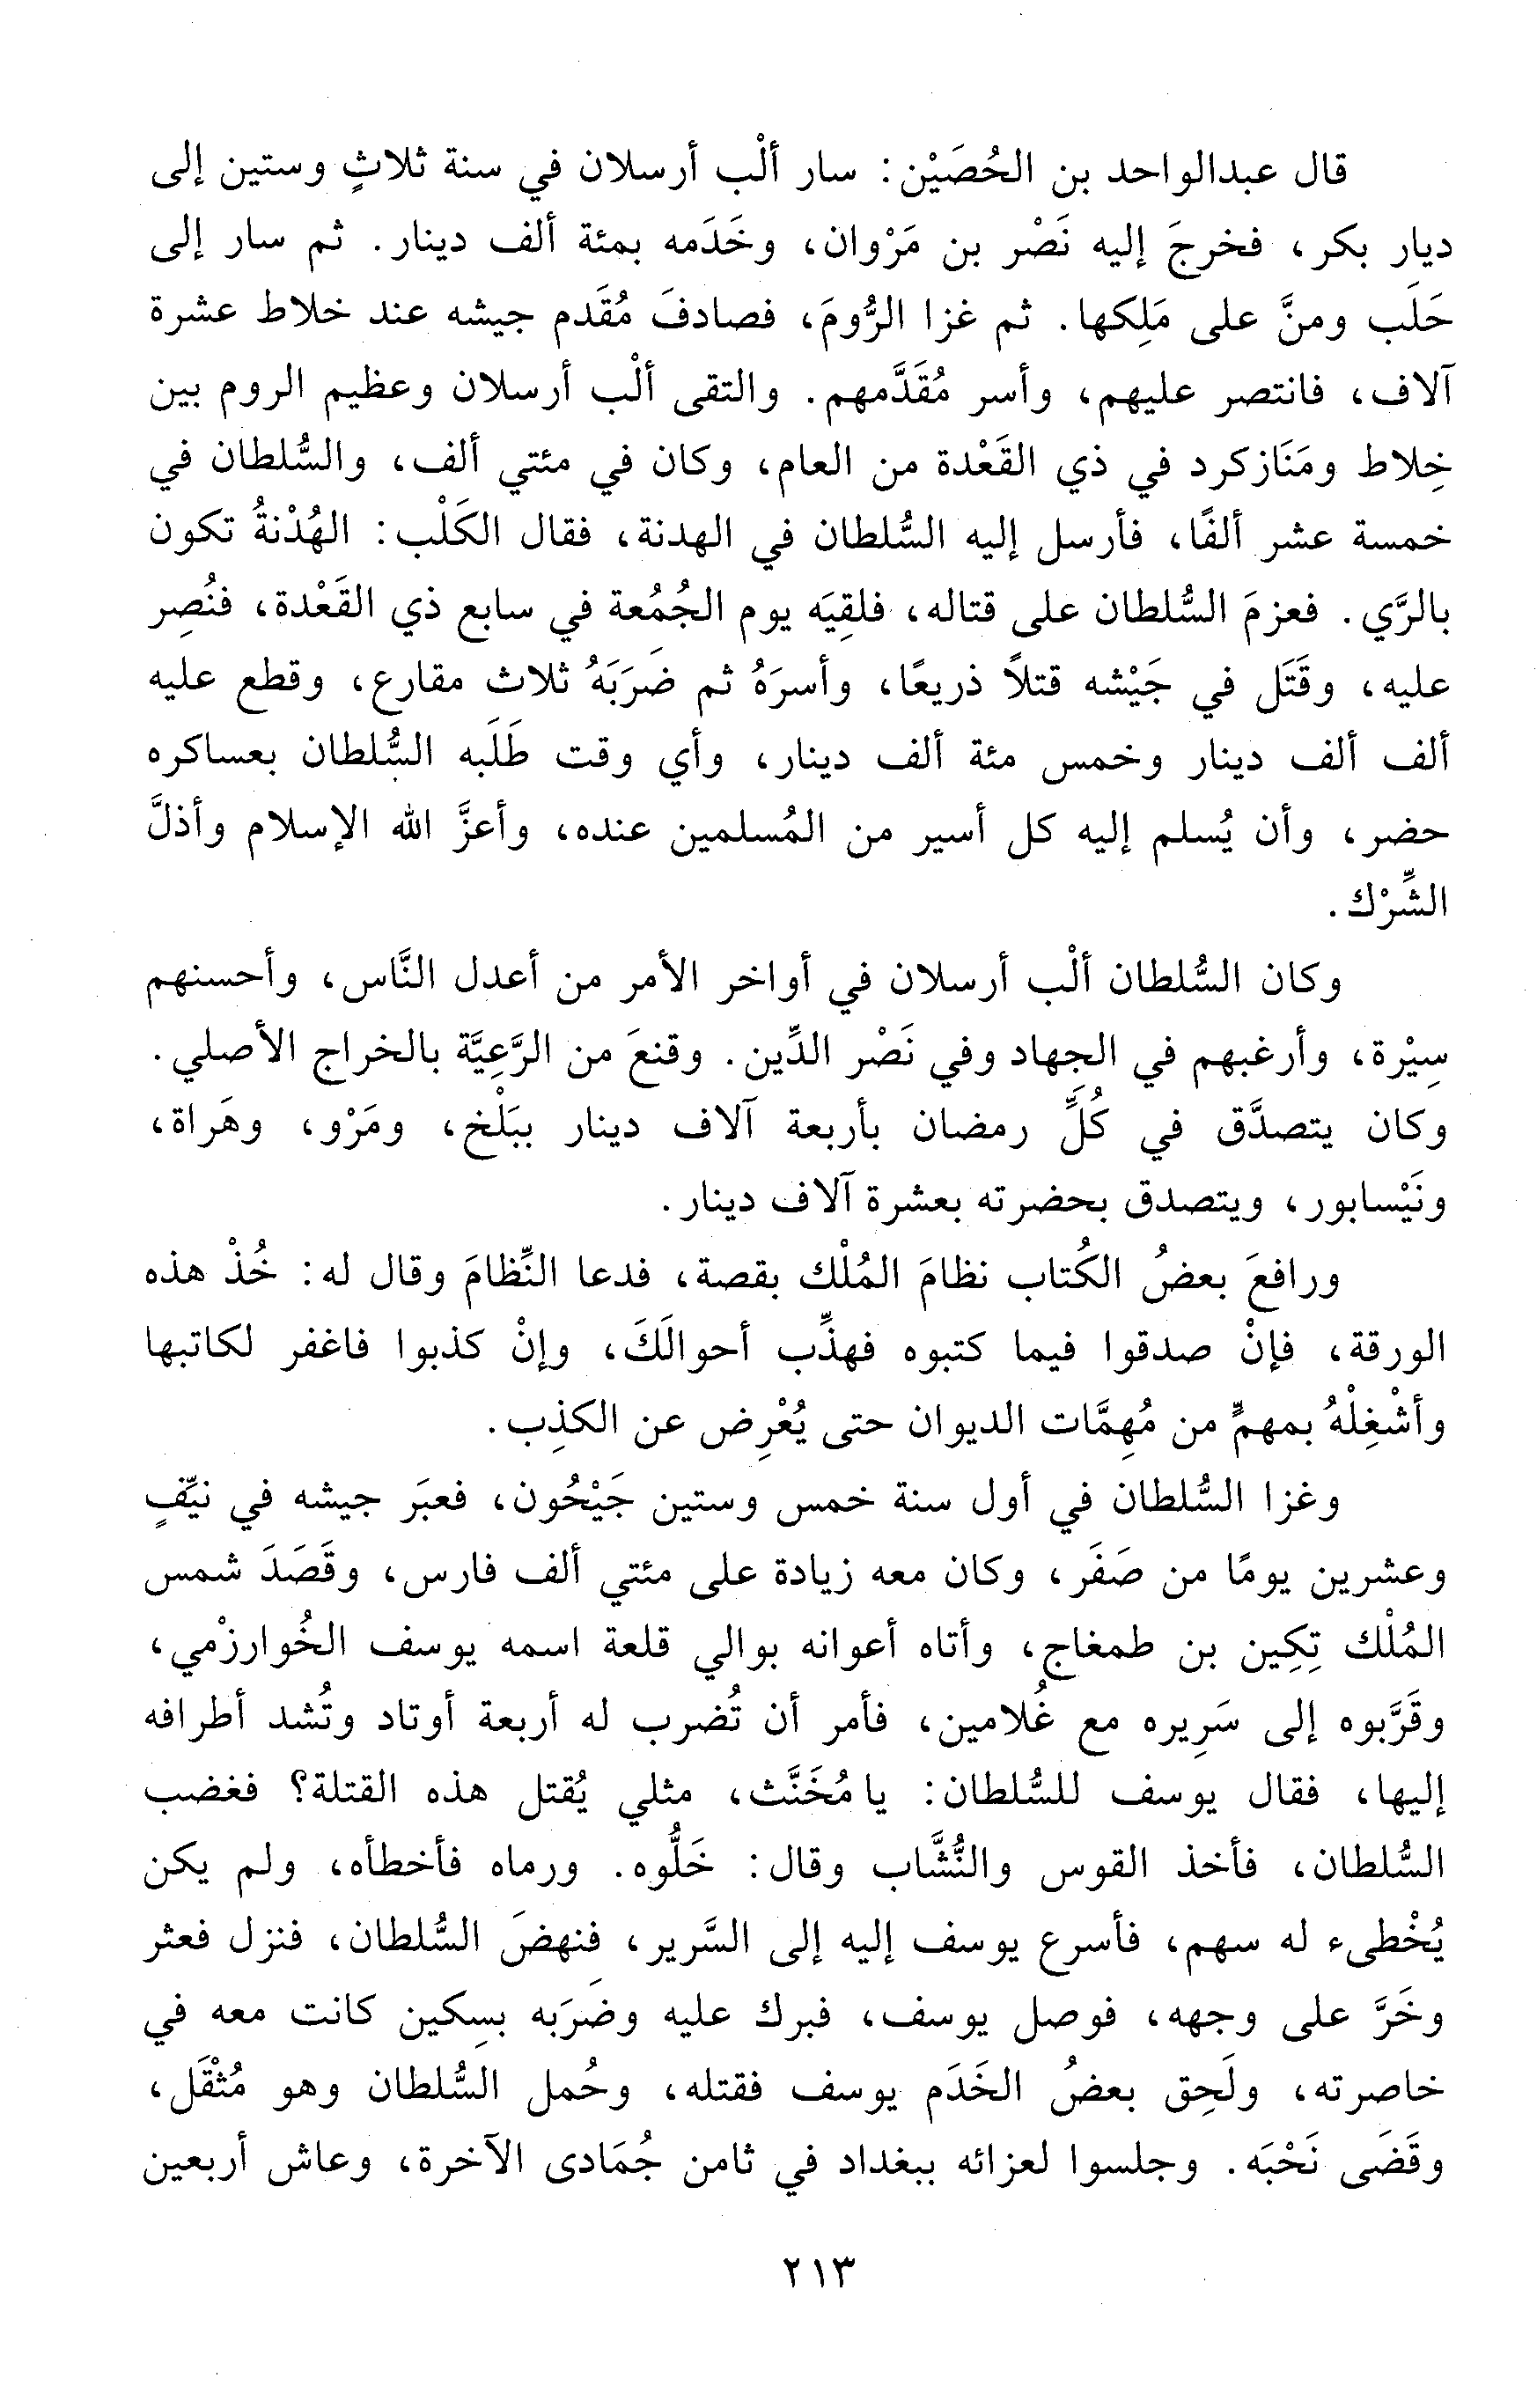 قال عبدالواحد بن الحُصَيْن: سار ألْب أرسلان في سنة ثلاثٍ وستين إلى
ديار بكر، فخرجَ إليه نَصْر بن مَرْوان، وخَدَمه بمئة ألف دينار. ثم سار إلى
حَلَب ومنَّ على مَلِكها. ثم غزا الرُّومَ، فصادفَ مُقَدم جيشه عند خلاط عشرة
آلاف، فانتصر عليهم، وأسر مُقَدَّمهم. والتقى ألْب أرسلان وعظيم الروم بين
خِلاط ومَنَازكرد في ذي القَعْدة من العام، وكان في مئتي ألف، والسُّلطان في
خمسة عشر ألفًا، فأرسل إليه السُّلطان في الهدنة، فقال الكَلْب: الهُدْنةُ تكون
بالرَّي. فعزمَ السُّلطان على قتاله، فلقِيَه يوم الجُمُعة في سابع ذي القَعْدة، فنُصِر
عليه، وقَتَل في جَيْشه قتلاً ذريعًا، وأسرَهُ ثم ضَرَبَهُ ثلاث مقارع، وقطع عليه
ألف ألف دينار وخمس مئة ألف دينار، وأي وقت طَلَبه السُّلطان بعساكره
حضر، وأن يُسلم إليه كل أسير من المُسلمين عنده، وأعزَّ الله الإسلام وأذلَّ
الشِّرْك.
وكان السُّلطان ألْب أرسلان في أواخر الأمر من أعدل النَّاس، وأحسنهم
سِيْرة، وأرغبهم في الجهاد وفي نَصْر الدِّين. وقنعَ من الرَّعِيَّة بالخراج الأصلي.
وكان يتصدَّق في كُلِّ رمضان بأربعة آلاف دينار ببَلْخ، ومَرْو، وهَراة،
ونَيْسابور، ويتصدق بحضرته بعشرة آلاف دينار.
ورافعَ بعضُ الكُتاب نظامَ المُلْك بقصة، فدعا النِّظامَ وقال له: خُذْ هذه
الورقة، فإنْ صدقوا فيما كتبوه فهذِّب أحوالَكَ، وإنْ كذبوا فاغفر لكاتبها
وأشْغِلْهُ بمهمٍّ من مُهِمَّات الديوان حتى يُعْرِض عن الكذِب.
وغزا السُّلطان في أول سنة خمس وستين جَيْحُون، فعبَر جيشه في نيِّفٍ
وعشرين يومًا من صَفَر، وكان معه زيادة على مئتي ألف فارس، وقَصَدَ شمس
المُلْك تِكِين بن طمغاج، وأتاه أعوانه بوالي قلعة اسمه يوسف الخُوارزْمي،
وقَرَّبوه إلى سَرِيره مع غُلامين، فأمر أن تُضرب له أربعة أوتاد وتُشد أطرافه
إليها، فقال يوسف للسُّلطان: يا مُخَنَّث، مثلي يُقتل هذه القتلة؟ فغضب
السُّلطان، فأخذ القوس والنُّشَّاب وقال: خَلُّوه. ورماه فأخطأه، ولم يكن
يُخْطىء له سهم، فأسرع يوسف إليه إلى السَّرير، فنهضَ السُّلطان، فنزل فعثر
وخَرَّ على وجهه، فوصل يوسف، فبرك عليه وضَرَبه بسِكين كانت معه في
خاصرته، ولَحِق بعضُ الخَدَم يوسف فقتله، وحُمل السُّلطان وهو مُثْقَل،
وقَضَى نَحْبَه. وجلسوا لعزائه ببغداد في ثامن جُمَادى الآخرة، وعاش أربعين
٢١٣